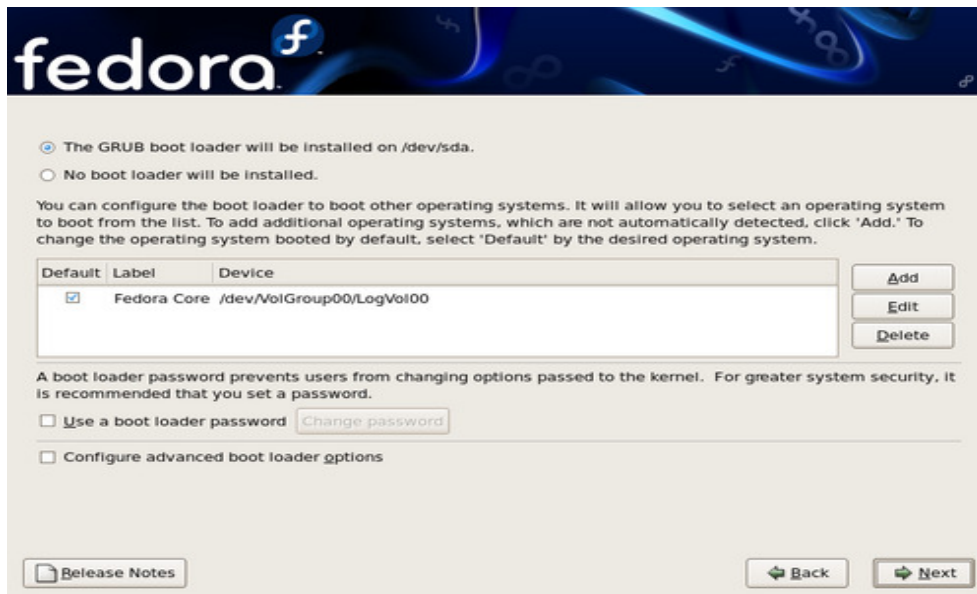 fedora
The GRUB boot loader will be installed on /dev/sda.
No boot loader will be installed.
You can configure the boot loader to boot other operating systems. It will allow you to select an operating system
to boot from the list. To add additional operating systems, which are not automatically detected, click 'Add.' To
change the operating system booted by default, select 'Default' by the desired operating system.
Default Label Device
Fedora Core /dev/VolGroup00/LogVol00
Add
Edit
Delete
A boot loader password prevents users from changing options passed to the kernel. For greater system security, it
is recommended that you set a password.
Use a boot loader password Change password
Configure advanced boot loader options
Release Notes Back Next